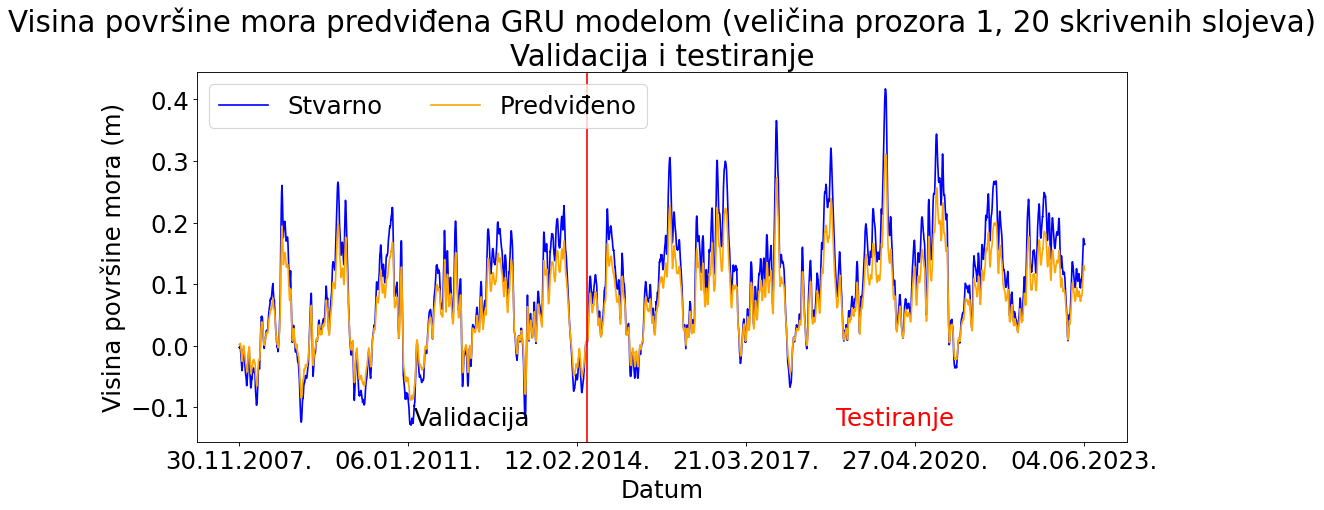 Visina površine mora predviđena GRU modelom (veličina prozora 1, 20 skrivenih slojeva)
Validacija i testiranje
Stvarno
Predviđeno
Visina površine mora (m)
0.4
0.3
0.2
0.1
0.0
−0.1
Validacija
Testiranje
30.11.2007.
06.01.2011.
12.02.2014.
21.03.2017.
27.04.2020.
04.06.2023.
Datum